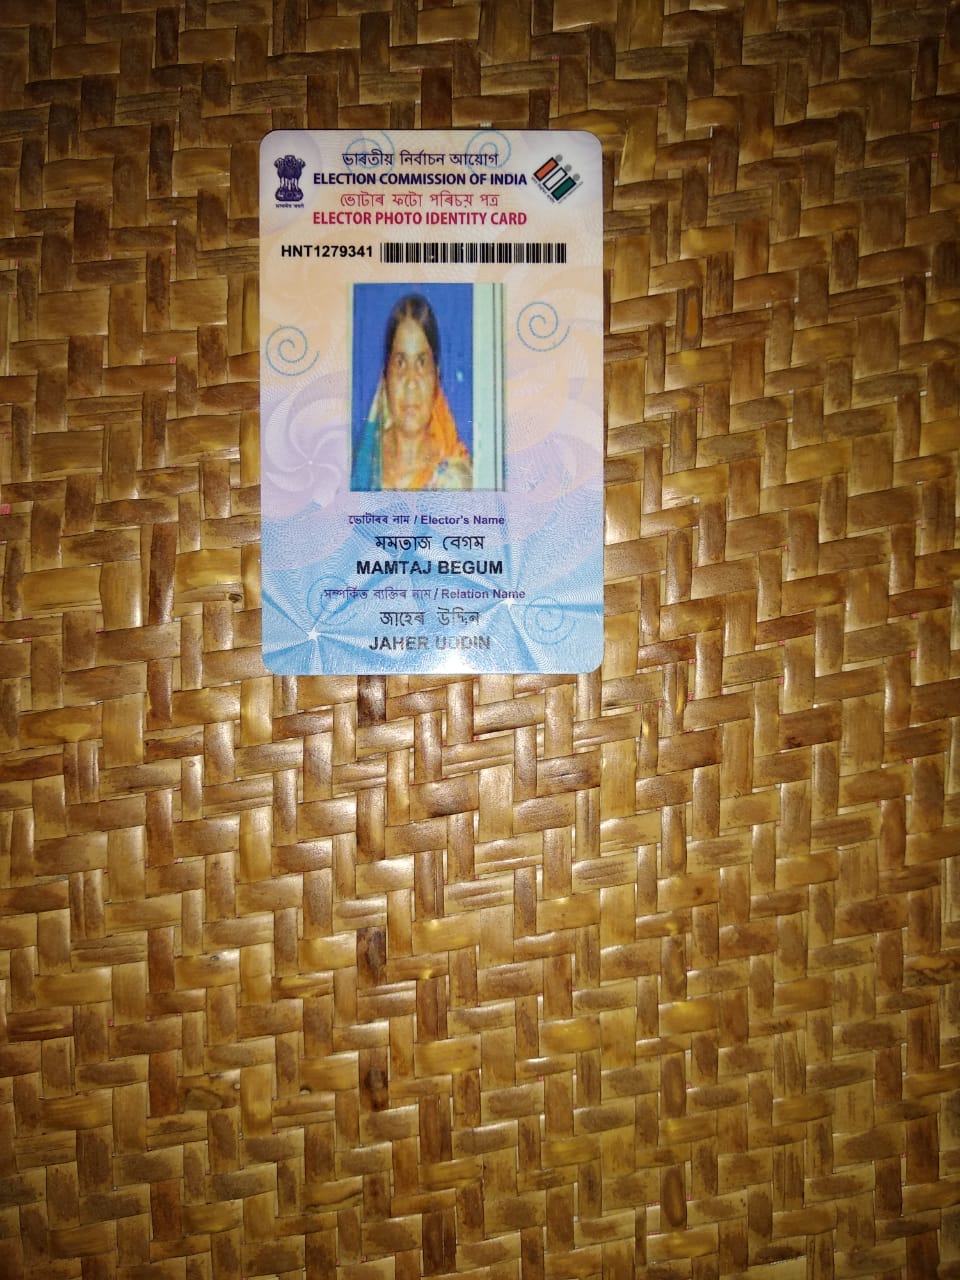 ভাৰতীয় নিৰ্বাচন আয়োগ
ELECTION COMMISSION OF INDIA
ভোটাৰ ফটো পৰিচয় পত্ৰ
ELECTOR PHOTO IDENTITY CARD
HNT1279341
ভোটাৰৰ নাম / Elector's Name
মমতাজ বেগম
MAMTAJ BEGUM
সম্পৰ্কিত ব্যক্তিৰ নাম / Relation Name
জাহেৰ উদ্দিন
JAHER UDDIN